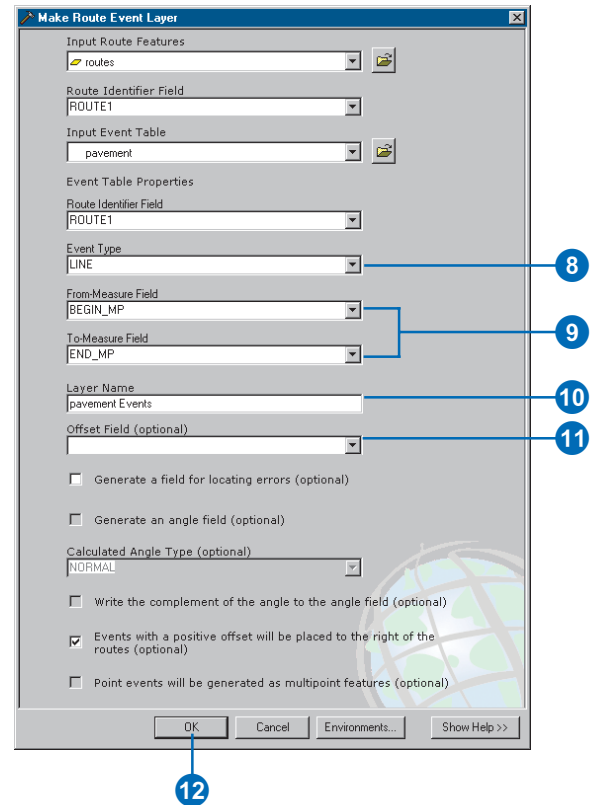 Make Route Event Layer
Input Route Features
routes
Route Identifier Field
ROUTE1
Input Event Table
pavement
Event Table Properties
Route Identifier Field
ROUTE1
Event Type
LINE
8
From-Measure Field
BEGIN_MP
9
To-Measure Field
END_MP
Layer Name
pavement Events
10
Offset Field (optional)
11
Generate a field for locating errors (optional)
Generate an angle field (optional)
Calculated Angle Type (optional)
NORMAL
Write the complement of the angle to the angle field (optional)
Events with a positive offset will be placed to the right of the
routes (optional)
Point events will be generated as multipoint features (optional)
OK Cancel Environments... Show Help >>
12